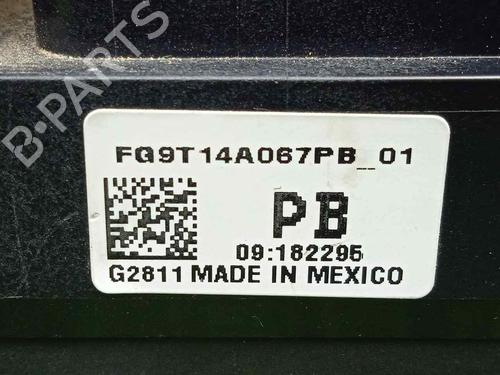 B-PARTS
FG9T14A067PB_01
PB
09:182295
G2811 MADE IN MEXICO